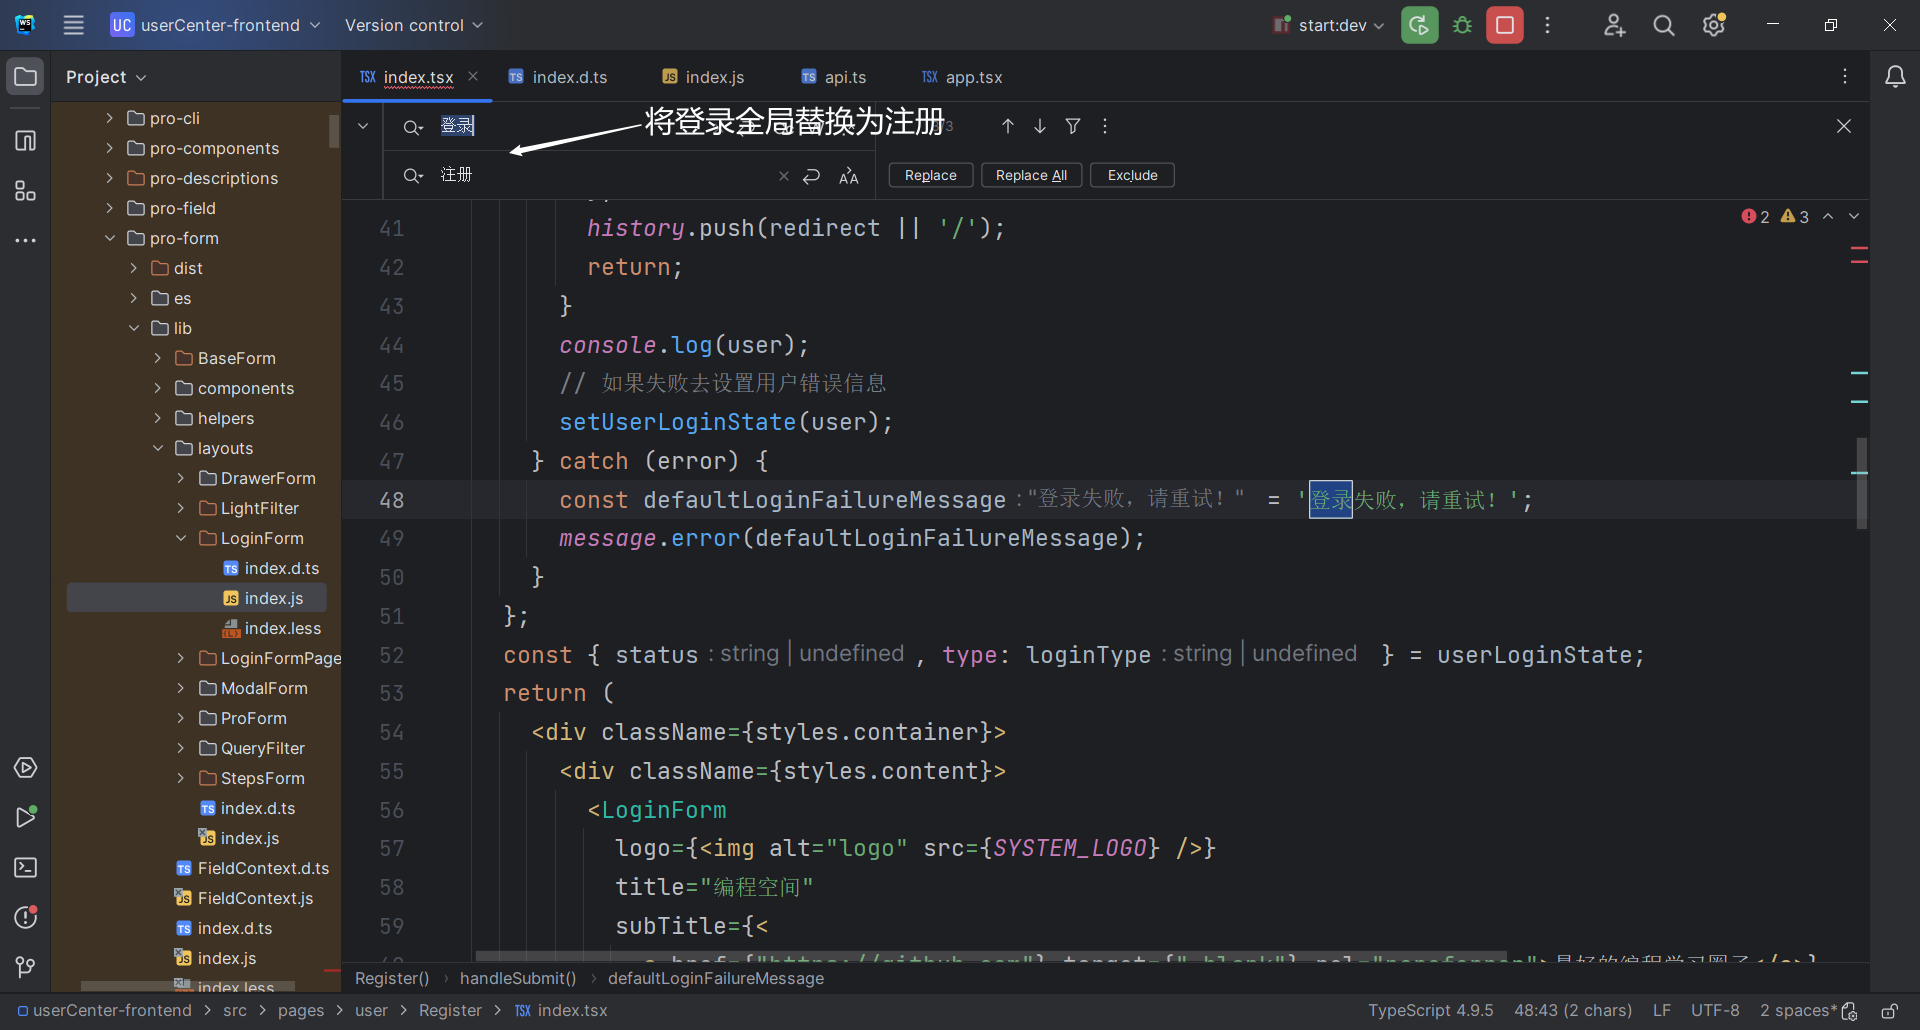 UC userCenter-frontend Version control start:dev
Project
index.tsx
index.d.ts
index.js
api.ts
app.tsx
pro-cli
pro-components
pro-descriptions
pro-field
pro-form
dist
es
lib
BaseForm
components
helpers
layouts
DrawerForm
LightFilter
LoginForm
index.d.ts
index.js
index.less
LoginFormPage
ModalForm
ProForm
QueryFilter
StepsForm
index.d.ts
index.js
FieldContext.d.ts
FieldContext.js
index.d.ts
index.js
index.less
登录
将登录全局替换为注册
注册
Replace Replace All Exclude
2 3
41 history.push(redirect || '/');
42 return;
43 }
44 console.log(user);
45 // 如果失败去设置用户错误信息
46 setUserLoginState(user);
47 } catch (error) {
48 const defaultLoginFailureMessage : "登录失败，请重试！" = '登录失败，请重试！';
49 message.error(defaultLoginFailureMessage);
50 }
51 };
52 const { status : string | undefined , type: loginType : string | undefined } = userLoginState;
53 return (
54 <div className={styles.container}>
55 <div className={styles.content}>
56 <LoginForm
57 logo={<img alt="logo" src={SYSTEM_LOGO} />}
58 title="编程空间"
59 subTitle={<
Register() › handleSubmit() › defaultLoginFailureMessage
userCenter-frontend > src > pages > user > Register > index.tsx
TypeScript 4.9.5 48:43 (2 chars) LF UTF-8 2 spaces*